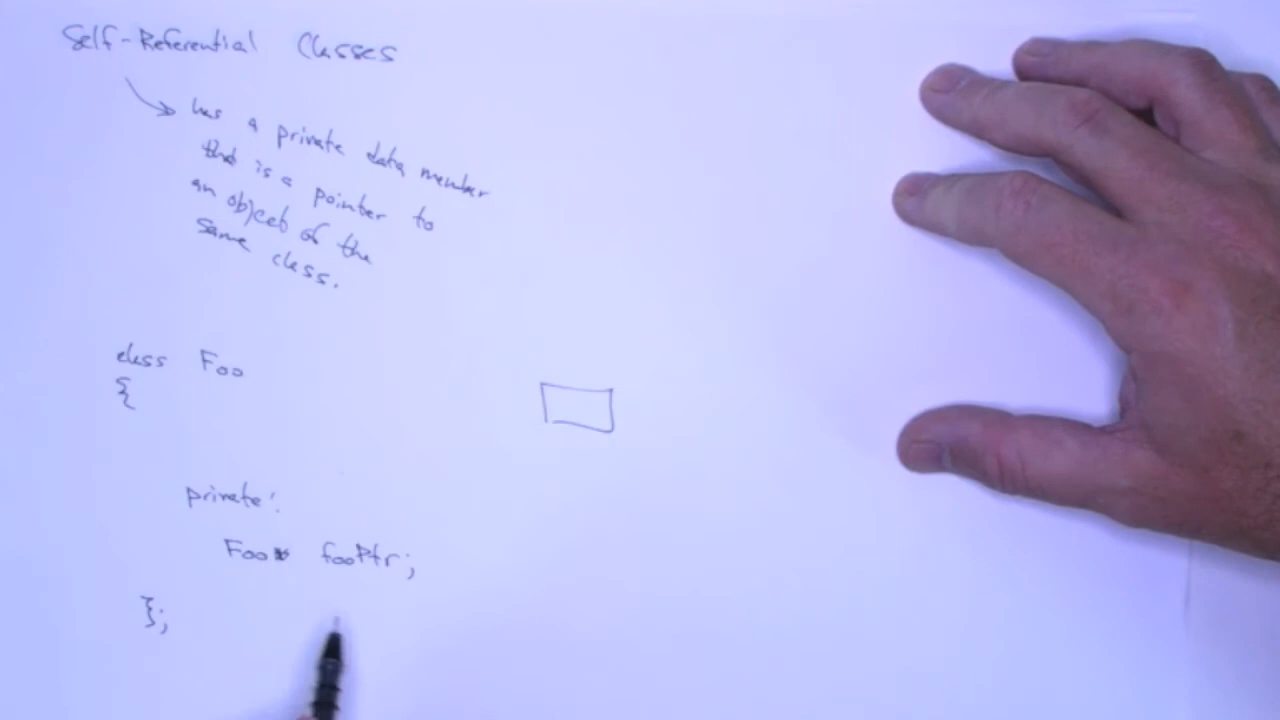 Self-Referential Classes
has a private data member
that is a pointer to
an object of the
same class.
class Foo
{
private:
Foo* fooPtr;
};